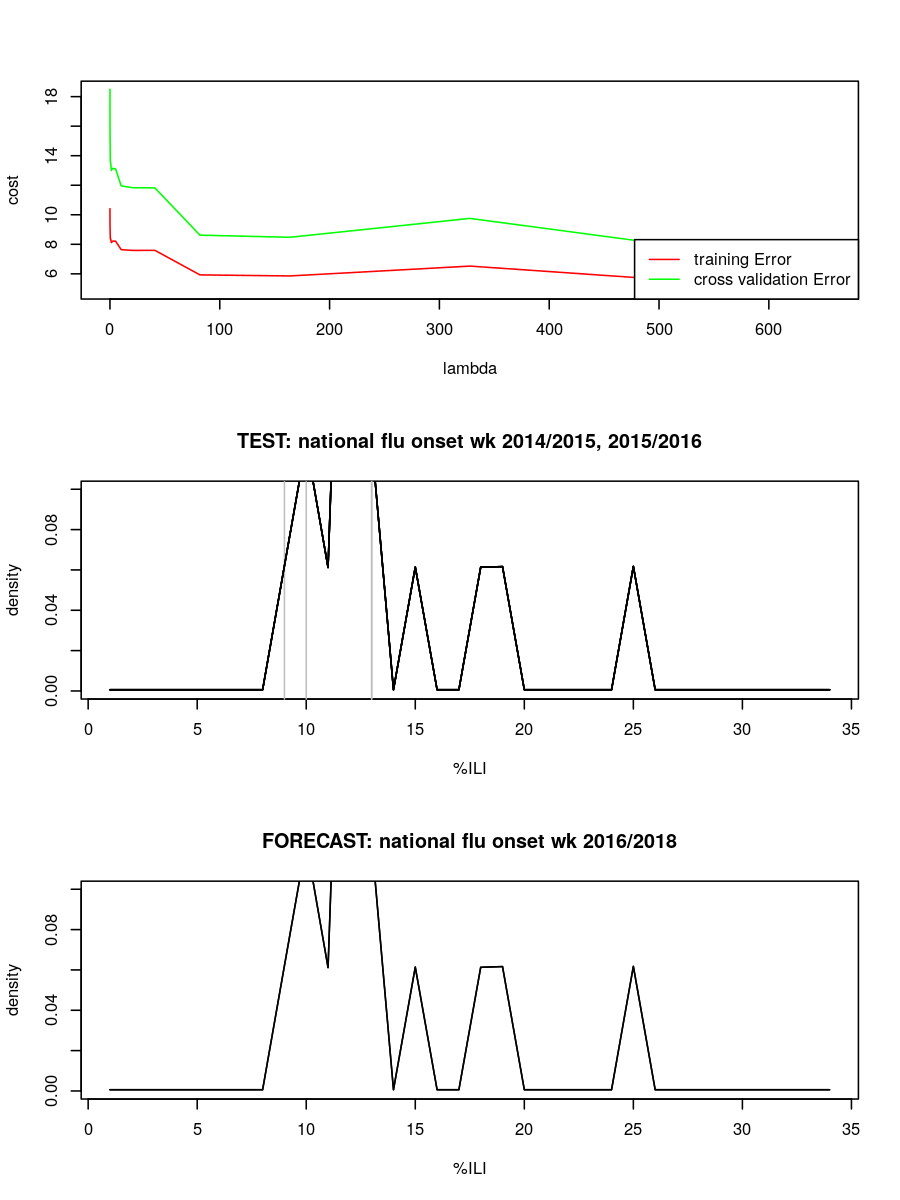 18
14
10
8
6
cost
training Error
cross validation Error
0 100 200 300 400 500 600
lambda
TEST: national flu onset wk 2014/2015, 2015/2016
0.08
0.04
0.00
density
0 5 10 15 20 25 30 35
%ILI
FORECAST: national flu onset wk 2016/2018
0.08
0.04
0.00
density
0 5 10 15 20 25 30 35
%ILI